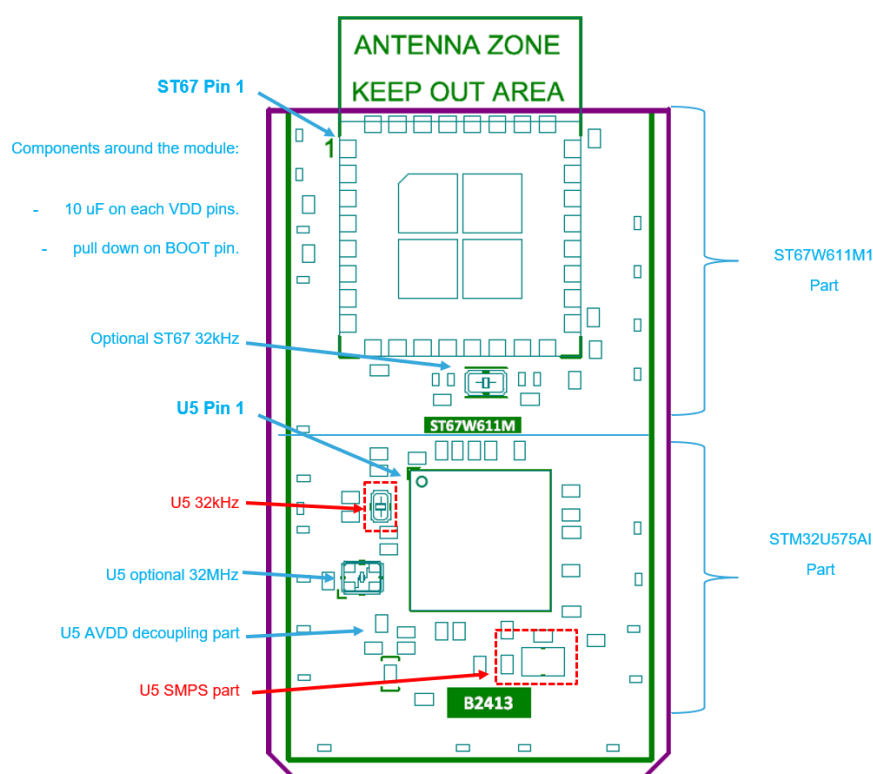 ANTENNA ZONE
KEEP OUT AREA
ST67 Pin 1
1
Components around the module:
- 10 uF on each VDD pins.
- pull down on BOOT pin.
ST67W611M1
Part
Optional ST67 32kHz
U5 Pin 1
ST67W611M
U5 32kHz
STM32U575AI
Part
U5 optional 32MHz
U5 AVDD decoupling part
U5 SMPS part
B2413